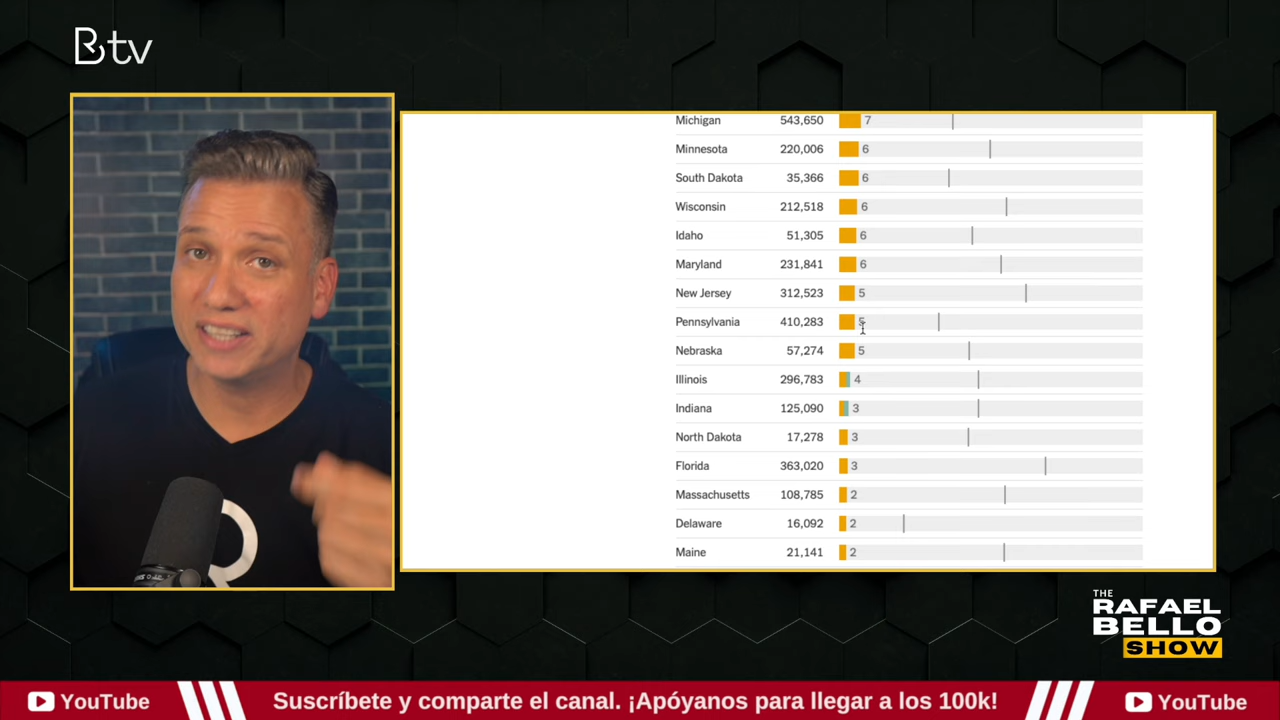 Btv
Michigan 543,650 7
Minnesota 220,006 6
South Dakota 35,366 6
Wisconsin 212,518 6
Idaho 51,305 6
Maryland 231,841 6
New Jersey 312,523 5
Pennsylvania 410,283 5
Nebraska 57,274 5
Illinois 296,783 4
Indiana 125,090 3
North Dakota 17,278 3
Florida 363,020 3
Massachusetts 108,785 2
Delaware 16,092 2
Maine 21,141 2
THE
RAFAEL
BELLO
SHOW
YouTube Suscríbete y comparte el canal. ¡Apóyanos para llegar a los 100k! YouTube